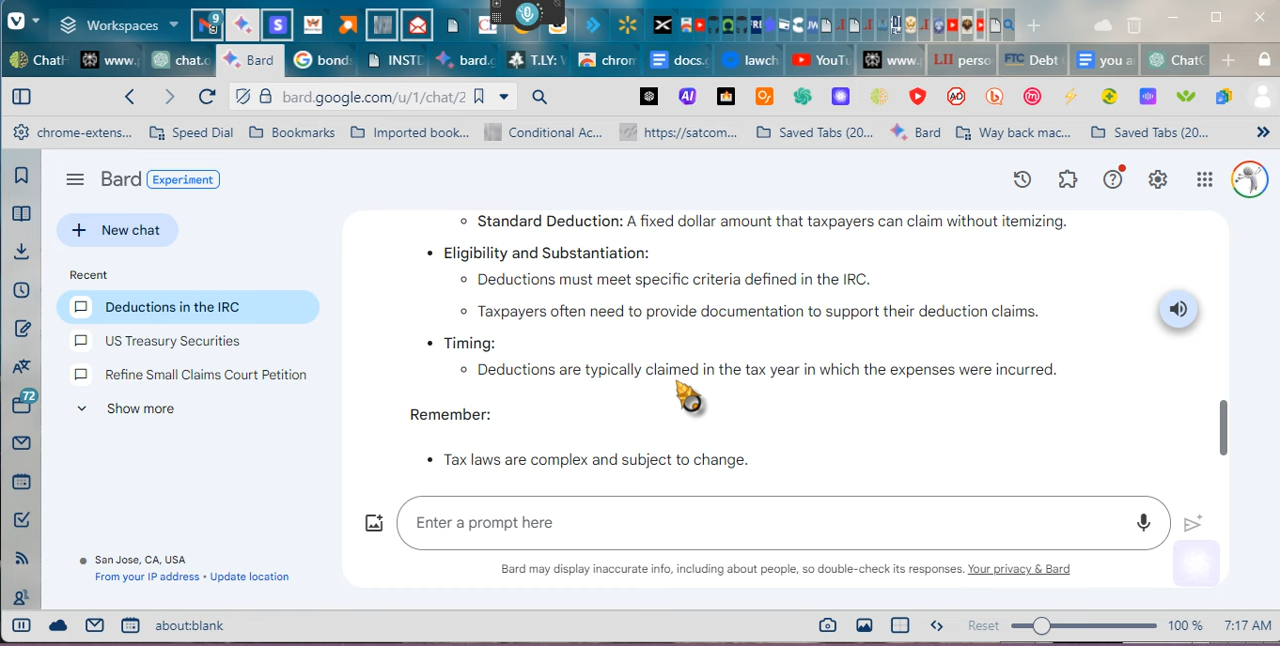 Workspaces
9
ChatH
www.p
chat.o
Bard
bonds
INSTD
bard.g
T.I.Y:
chrom
docs.g
lawch
YouTu
www.p
LII
perso
FTC
Debt
you a
ChatG
bard.google.com/u/1/chat/2
chrome-extens...
Speed Dial
Bookmarks
Imported book...
Conditional Ac...
https://satcom...
Saved Tabs (20...
Bard
Way back mac...
Saved Tabs (20...
Bard
Experiment
New chat
Recent
Deductions in the IRC
US Treasury Securities
Refine Small Claims Court Petition
Show more
72
San Jose, CA, USA
From your IP address • Update location
◦ Standard Deduction: A fixed dollar amount that taxpayers can claim without itemizing.
• Eligibility and Substantiation:
◦ Deductions must meet specific criteria defined in the IRC.
◦ Taxpayers often need to provide documentation to support their deduction claims.
• Timing:
◦ Deductions are typically claimed in the tax year in which the expenses were incurred.
Remember:
• Tax laws are complex and subject to change.
Enter a prompt here
Bard may display inaccurate info, including about people, so double-check its responses. Your privacy & Bard
about:blank
Reset
100 %
7:17 AM